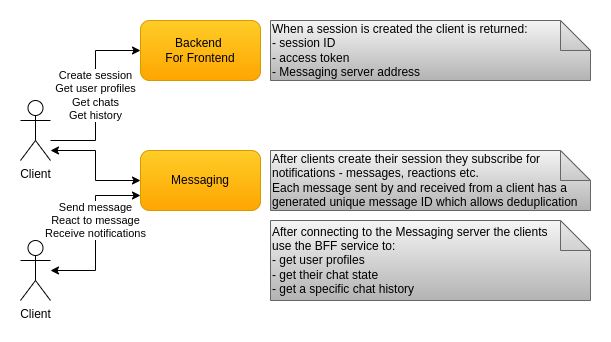 Backend
For Frontend
When a session is created the client is returned:
- session ID
- access token
- Messaging server address
Create session
Get user profiles
Get chats
Get history
Client
Messaging
After clients create their session they subscribe for
notifications - messages, reactions etc.
Each message sent by and received from a client has a
generated unique message ID which allows deduplication
Send message
React to message
Receive notifications
After connecting to the Messaging server the clients
use the BFF service to:
- get user profiles
- get their chat state
- get a specific chat history
Client